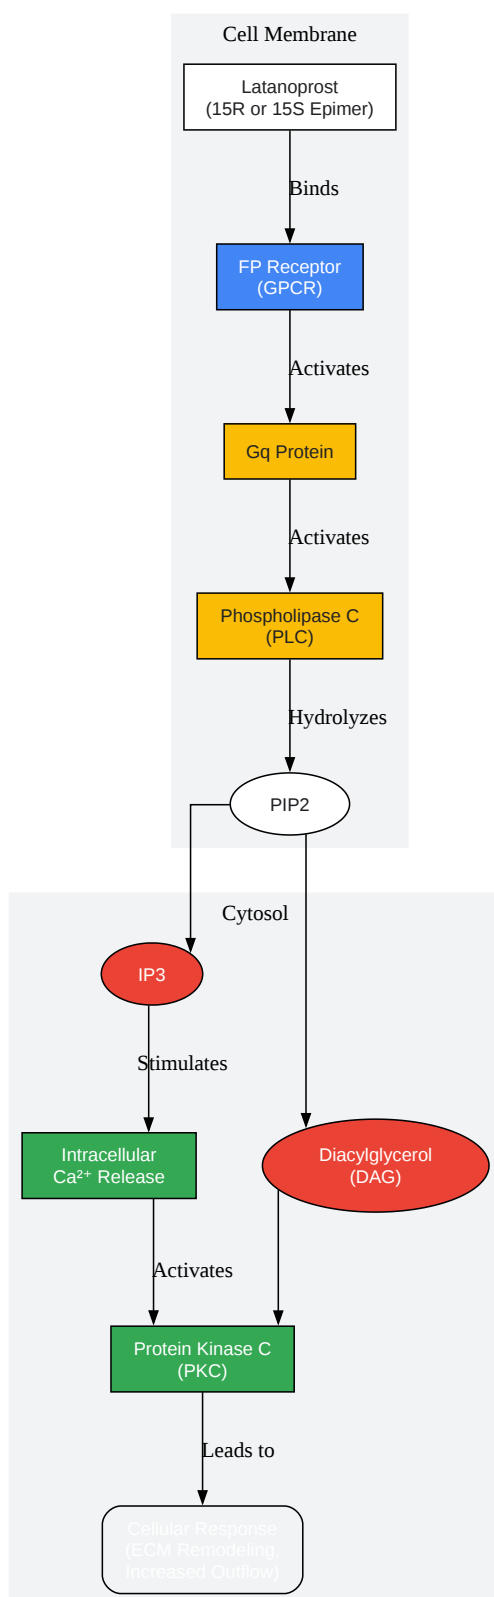 Cell Membrane
Latanoprost
(15R or 15S Epimer)
Binds
FP Receptor
(GPCR)
Activates
Gq Protein
Activates
Phospholipase C
(PLC)
Hydrolyzes
PIP2
Cytosol
IP3
Stimulates
Intracellular
Ca²⁺ Release
Diacylglycerol
(DAG)
Activates
Protein Kinase C
(PKC)
Leads to
Cellular Response
(ECM Remodeling,
Increased Outflow)